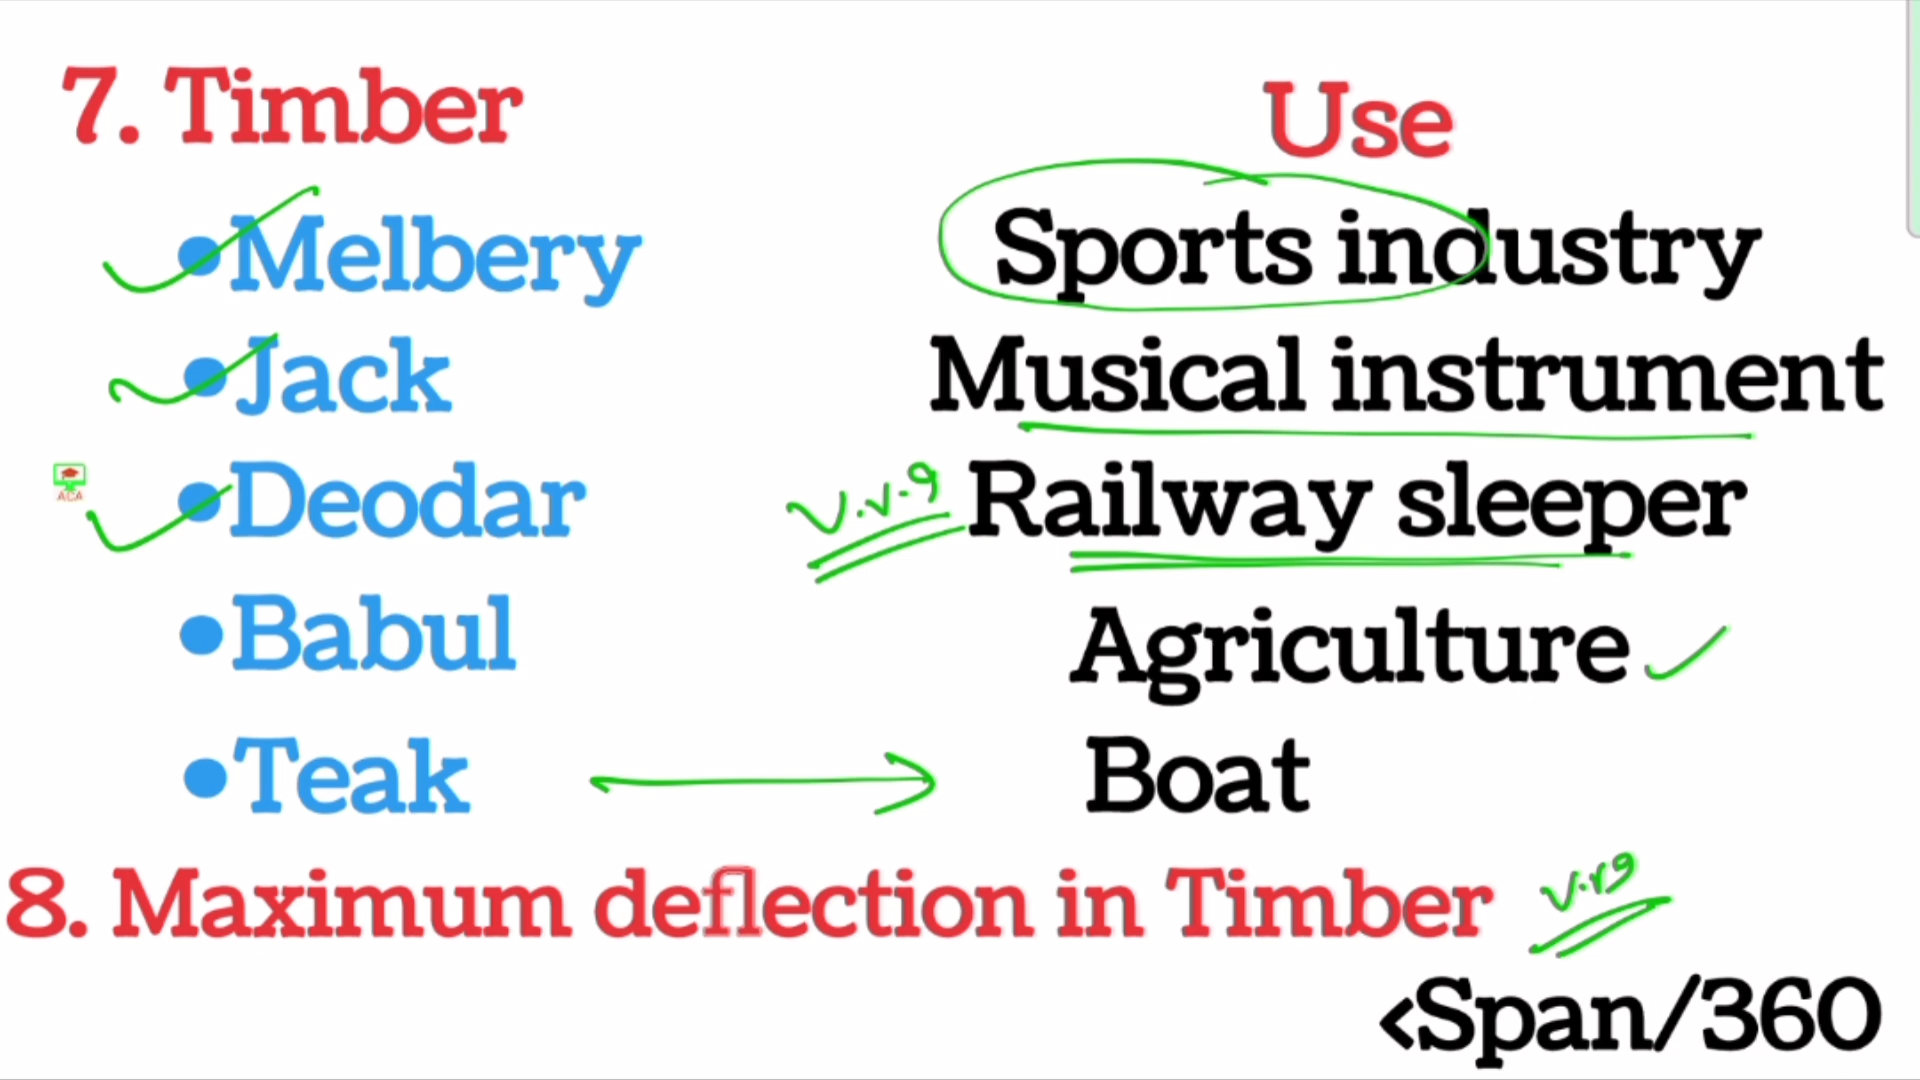 7. Timber Use
•Melbery Sports industry
•Jack Musical instrument
ACA
•Deodar v.v.9 Railway sleeper
•Babul Agriculture
•Teak Boat
8. Maximum deflection in Timber
<Span/360